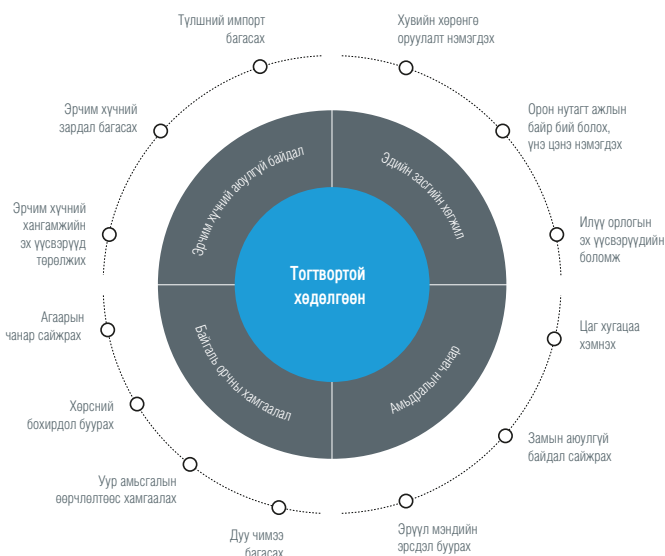 Түлшний импорт
багасах
Хувийн хөрөнгө
оруулалт нэмэгдэх
Эрчим хүчний
зардал багасах
Орон нутагт ажлын
байр бий болох,
үнэ цэнэ нэмэгдэх
Эрчим хүчний
хангамжийн
эх үүсвэрүүд
төрөлжих
Илүү орлогын
эх үүсвэрүүдийн
боломж
Эрчим хүчний аюулгүй байдал
Эдийн засгийн хөгжил
Тогтвортой
хөдөлгөөн
Байгаль орчны хамгаалал
Амьдралын чанар
Агаарын
чанар сайжрах
Цаг хугацаа
хэмнэх
Хөрсний
бохирдол буурах
Замын аюулгүй
байдал сайжрах
Уур амьсгалын
өөрчлөлтөөс хамгаалах
Дуу чимээ
багасах
Эрүүл мэндийн
эрсдэл буурах